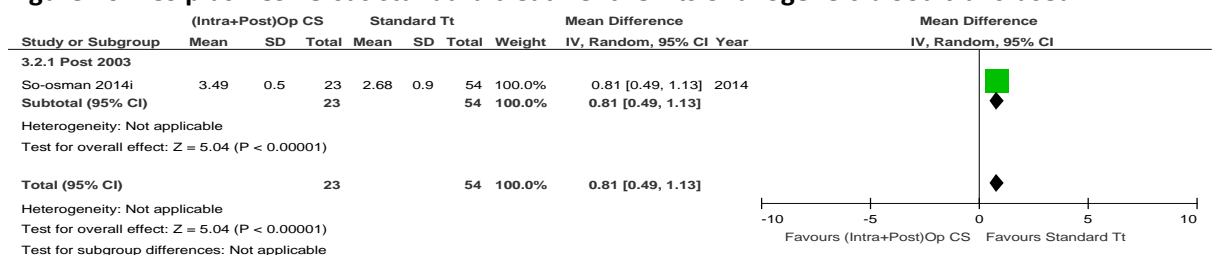 (Intra+Post)Op CS Standard Tt Mean Difference Mean Difference
Study or Subgroup Mean SD Total Mean SD Total Weight IV, Random, 95% CI Year IV, Random, 95% CI
3.2.1 Post 2003
So-osman 2014i 3.49 0.5 23 2.68 0.9 54 100.0% 0.81 [0.49, 1.13] 2014
Subtotal (95% CI) 23 54 100.0% 0.81 [0.49, 1.13]
Heterogeneity: Not applicable
Test for overall effect: Z = 5.04 (P < 0.00001)
Total (95% CI) 23 54 100.0% 0.81 [0.49, 1.13]
Heterogeneity: Not applicable
Test for overall effect: Z = 5.04 (P < 0.00001)
Test for subgroup differences: Not applicable
-10 -5 0 5 10
Favours (Intra+Post)Op CS Favours Standard Tt